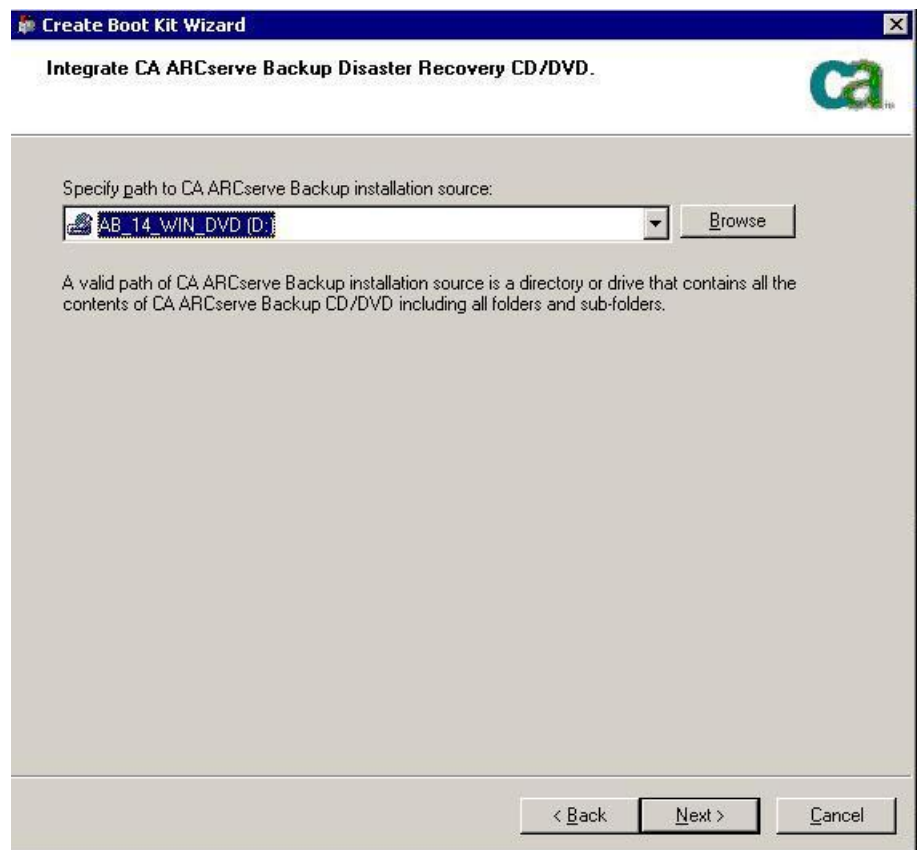 Create Boot Kit Wizard
Integrate CA ARCserve Backup Disaster Recovery CD/DVD.
ca
Specify path to CA ARCserve Backup installation source:
AB_14_WIN_DVD (D:)
Browse
A valid path of CA ARCserve Backup installation source is a directory or drive that contains all the
contents of CA ARCserve Backup CD/DVD including all folders and sub-folders.
< Back
Next >
Cancel